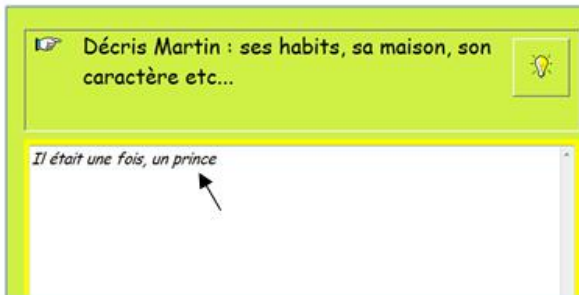 Décris Martin : ses habits, sa maison, son
caractère etc...
Il était une fois, un prince